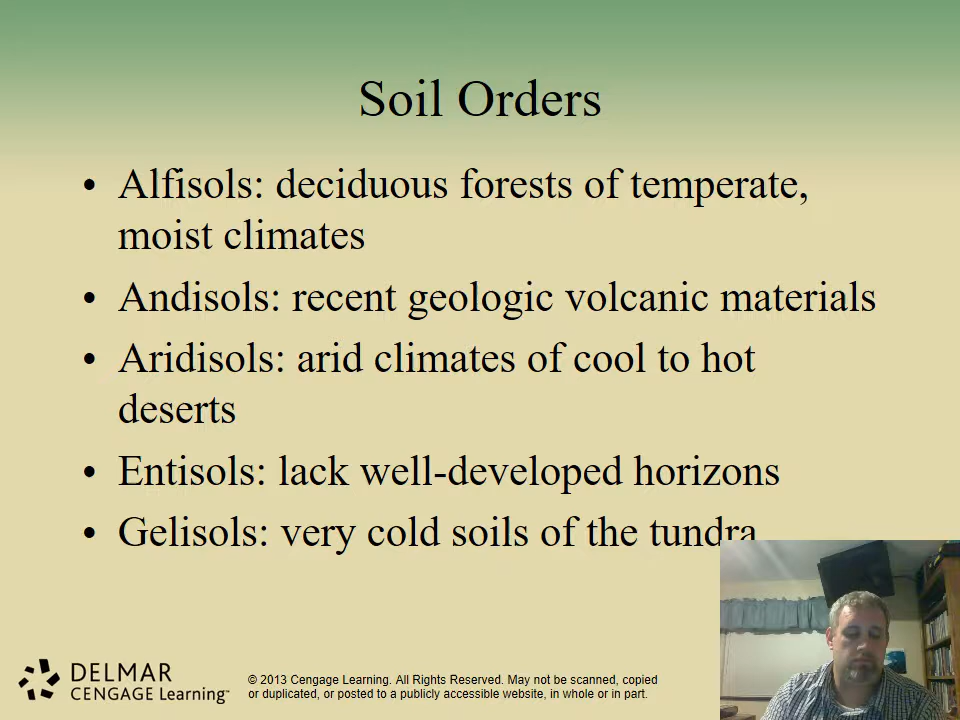 Soil Orders
• Alfisols: deciduous forests of temperate,
moist climates
• Andisols: recent geologic volcanic materials
• Aridisols: arid climates of cool to hot
deserts
• Entisols: lack well-developed horizons
• Gelisols: very cold soils of the tundra
DELMAR
CENGAGE Learning™
© 2013 Cengage Learning. All Rights Reserved. May not be scanned, copied
or duplicated, or posted to a publicly accessible website, in whole or in part.